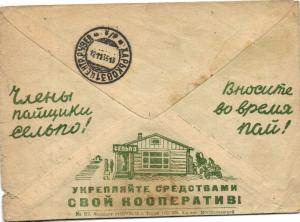 Члены
пайщики
сельпо!
Вносите
во время
пай!
СЕЛЬПО
УКРЕПЛЯЙТЕ СРЕДСТВАМИ
СВОЙ КООПЕРАТИВ!